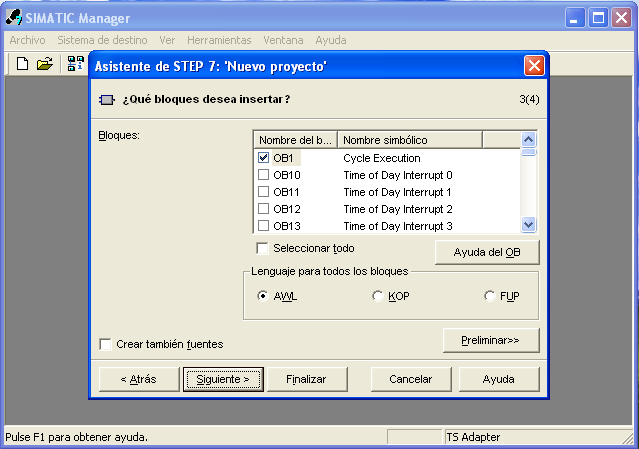 SIMATIC Manager
Archivo Sistema de destino Ver Herramientas Ventana Ayuda
Asistente de STEP 7: 'Nuevo proyecto'
¿Qué bloques desea insertar? 3(4)
Bloques:
Nombre del b... Nombre simbólico
OB1 Cycle Execution
OB10 Time of Day Interrupt 0
OB11 Time of Day Interrupt 1
OB12 Time of Day Interrupt 2
OB13 Time of Day Interrupt 3
Seleccionar todo
Ayuda del OB
Lenguaje para todos los bloques
AWL KOP FUP
Crear también fuentes
Preliminar>>
< Atrás Siguiente > Finalizar Cancelar Ayuda
Pulse F1 para obtener ayuda. TS Adapter